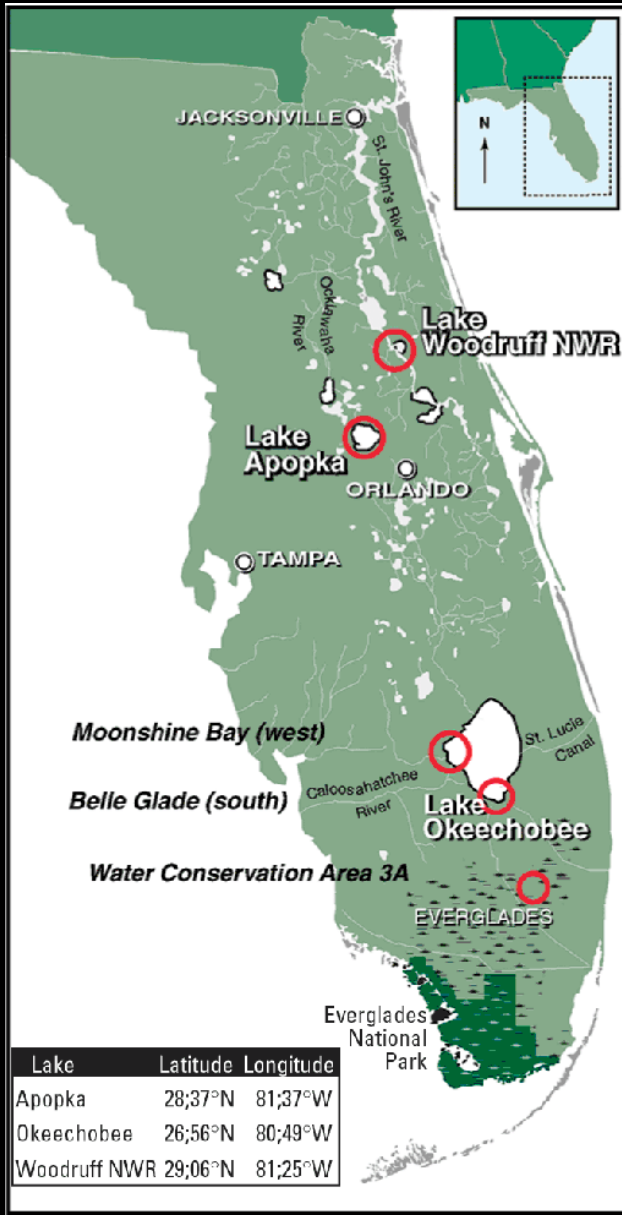 N
JACKSONVILLE
St. John's River
Ocklawaha
River
Lake
Woodruff NWR
Lake
Apopka
ORLANDO
TAMPA
Moonshine Bay (west)
St. Lucie
Canal
Belle Glade (south)
Caloosahatchee
River
Lake
Okeechobee
Water Conservation Area 3A
EVERGLADES
Everglades
National
Park
Lake Latitude Longitude
Apopka 28;37°N 81;37°W
Okeechobee 26;56°N 80;49°W
Woodruff NWR 29;06°N 81;25°W